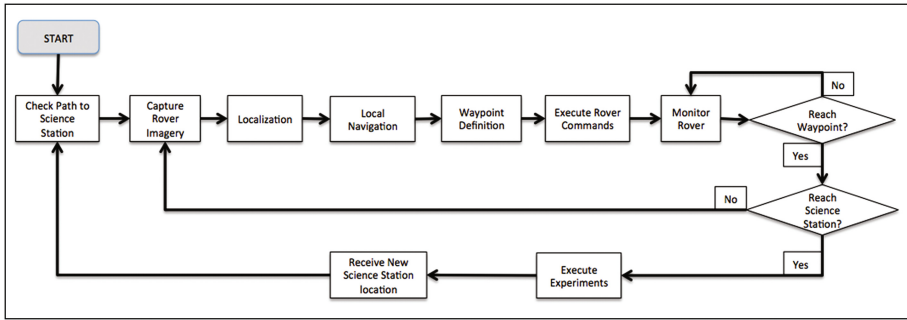 START
Check Path to
Science
Station
Capture
Rover
Imagery
Localization
Local
Navigation
Waypoint
Definition
Execute Rover
Commands
Monitor
Rover
Reach
Waypoint?
No
Yes
Reach
Science
Station?
No
Yes
Execute
Experiments
Receive New
Science Station
location